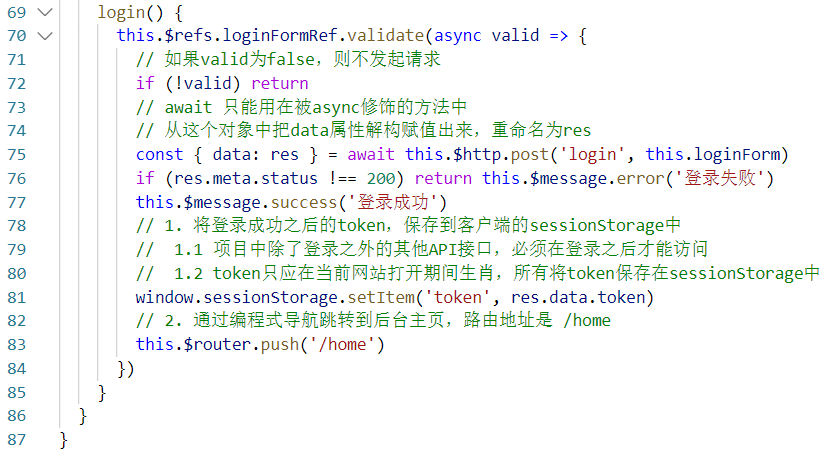 69 login() {
70 this.$refs.loginFormRef.validate(async valid => {
71 // 如果valid为false，则不发起请求
72 if (!valid) return
73 // await 只能用在被async修饰的方法中
74 // 从这个对象中把data属性解构赋值出来，重命名为res
75 const { data: res } = await this.$http.post('login', this.loginForm)
76 if (res.meta.status !== 200) return this.$message.error('登录失败')
77 this.$message.success('登录成功')
78 // 1. 将登录成功之后的token，保存到客户端的sessionStorage中
79 //  1.1 项目中除了登录之外的其他API接口，必须在登录之后才能访问
80 //  1.2 token只应在当前网站打开期间生肖，所有将token保存在sessionStorage中
81 window.sessionStorage.setItem('token', res.data.token)
82 // 2. 通过编程式导航跳转到后台主页，路由地址是 /home
83 this.$router.push('/home')
84 })
85 }
86 }
87 }